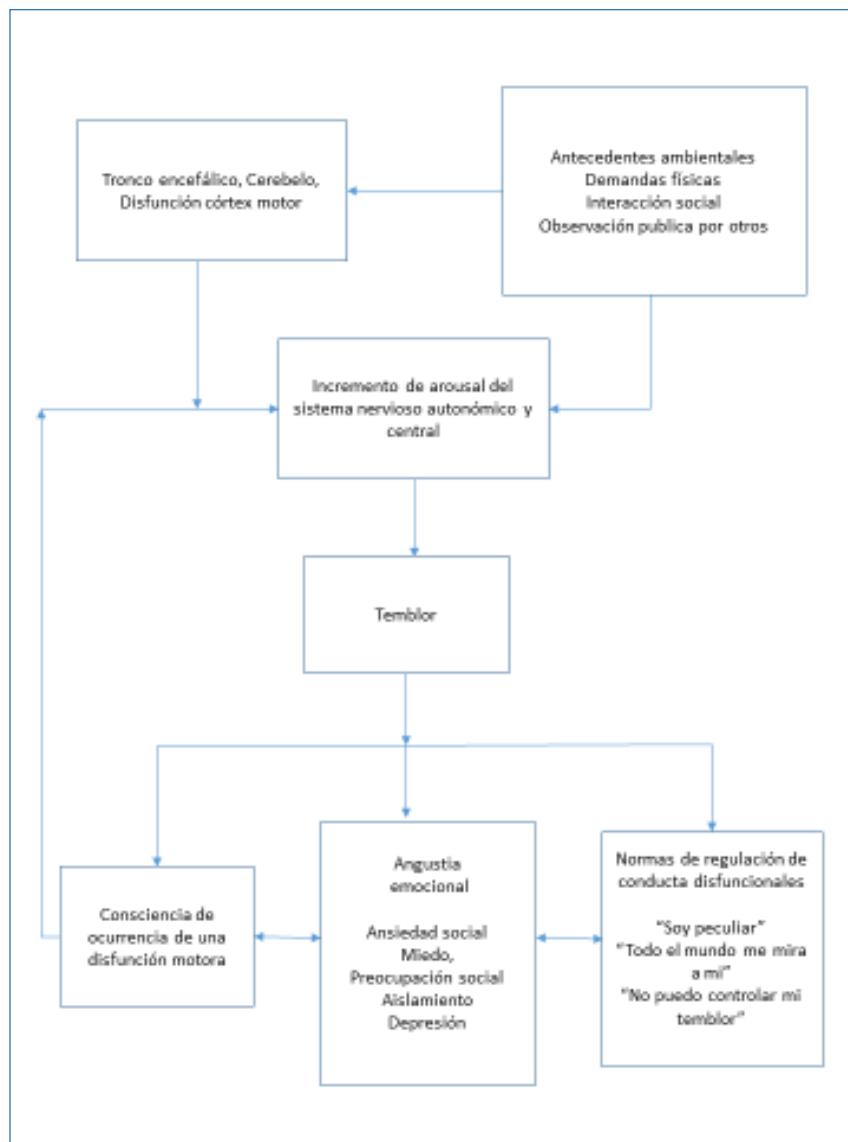 Antecedentes ambientales
Demandas físicas
Interacción social
Observación publica por otros
Tronco encefálico, Cerebelo,
Disfunción córtex motor
Incremento de arousal del
sistema nervioso autonómico y
central
Temblor
Consciencia de
ocurrencia de una
disfunción motora
Angustia
emocional
Ansiedad social
Miedo,
Preocupación social
Aislamiento
Depresión
Normas de regulación de
conducta disfuncionales
“Soy peculiar”
“Todo el mundo me mira
a mí”
“No puedo controlar mi
temblor”